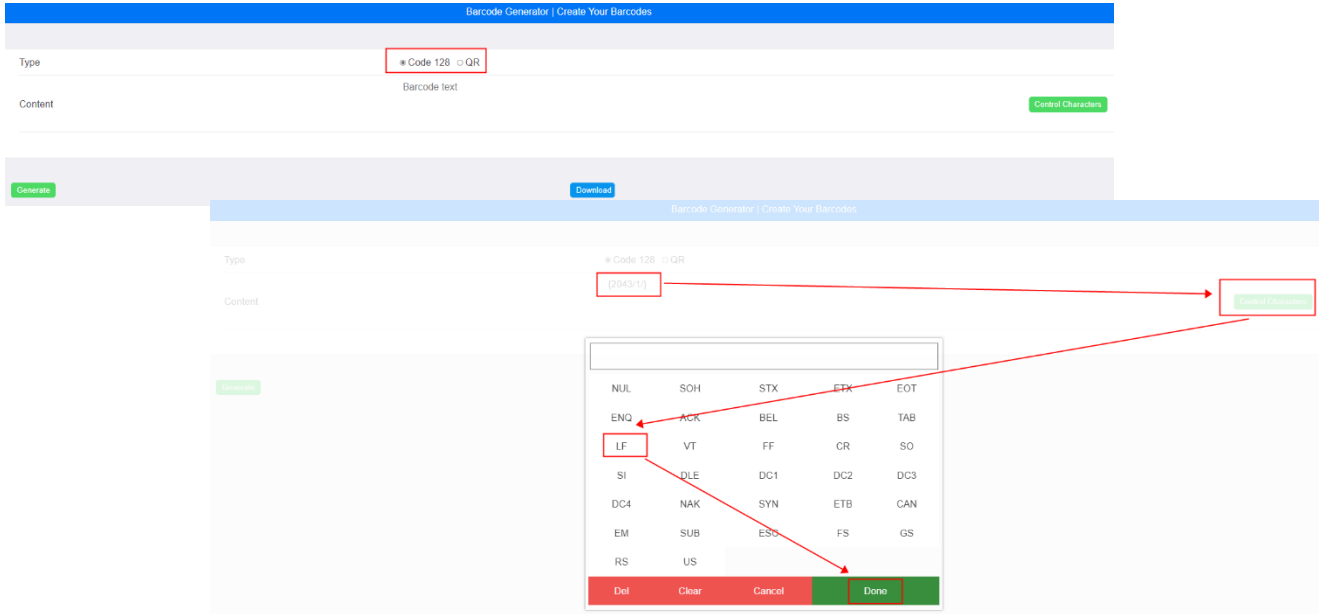 Barcode Generator | Create Your Barcodes
Type
Code 128 QR
Barcode text
Content
Control Characters
Generate
Download
Barcode Generator | Create Your Barcodes
Type
Code 128 QR
[2043/1/]
Content
Control Characters
Generate
NUL SOH STX ETX EOT
ENQ ACK BEL BS TAB
LF VT FF CR SO
SI DLE DC1 DC2 DC3
DC4 NAK SYN ETB CAN
EM SUB ESC FS GS
RS US
Del Clear Cancel Done